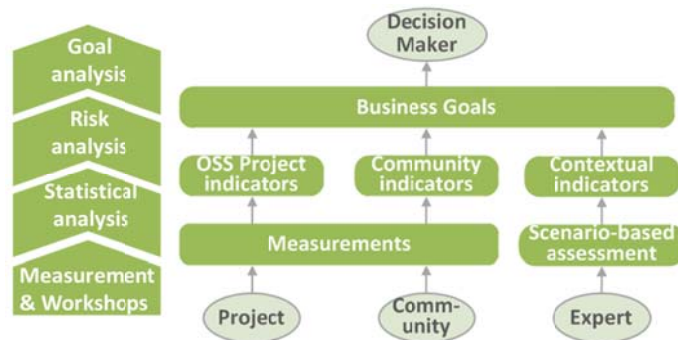 Goal
analysis
Risk
analysis
Statistical
analysis
Measurement
& Workshops
Decision
Maker
Business Goals
OSS Project
indicators
Community
indicators
Contextual
indicators
Measurements
Scenario-based
assessment
Project
Comm-
unity
Expert